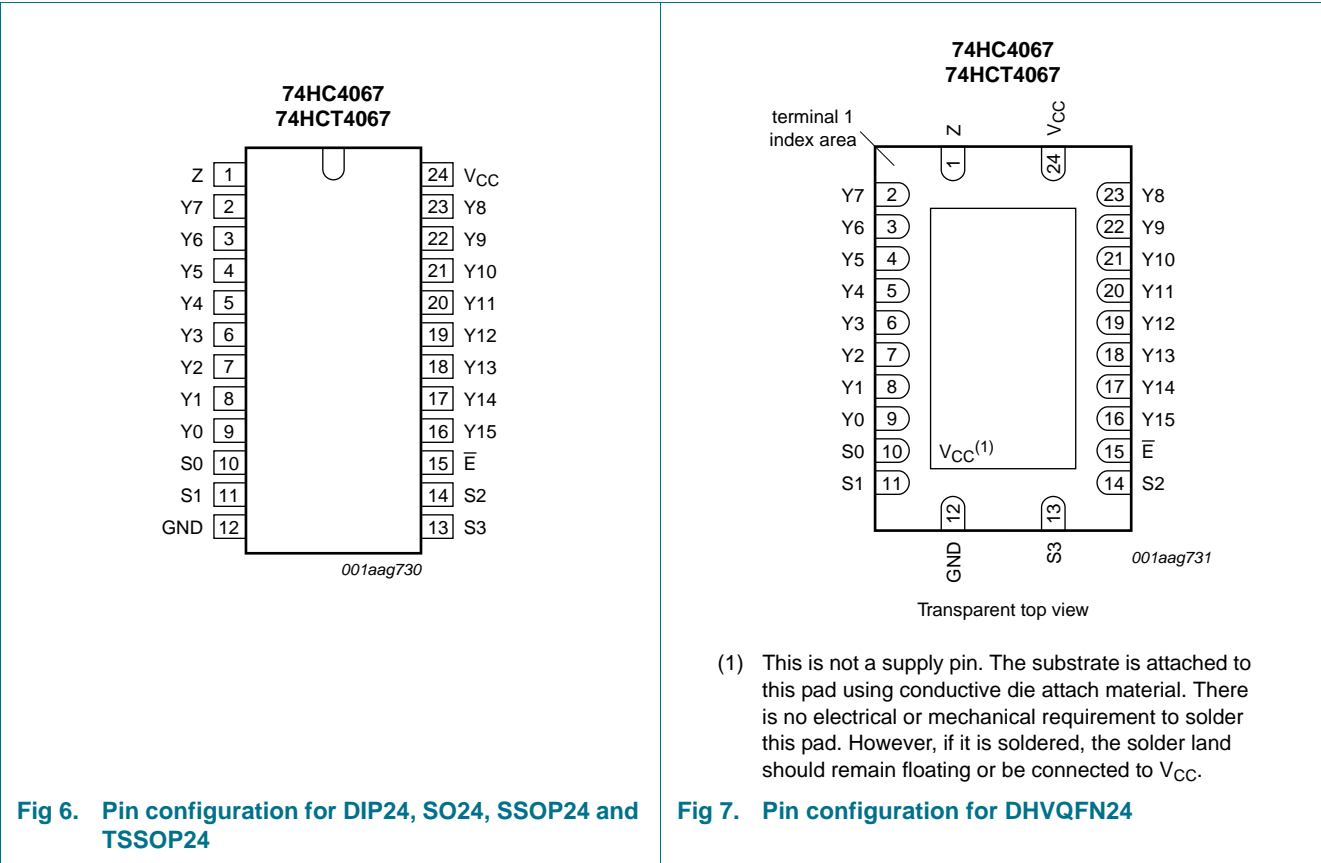 74HC4067
74HCT4067
Z 1
Y7 2
Y6 3
Y5 4
Y4 5
Y3 6
Y2 7
Y1 8
Y0 9
S0 10
S1 11
GND 12
24 VCC
23 Y8
22 Y9
21 Y10
20 Y11
19 Y12
18 Y13
17 Y14
16 Y15
15 E̅
14 S2
13 S3
001aag730
Fig 6. Pin configuration for DIP24, SO24, SSOP24 and
TSSOP24
74HC4067
74HCT4067
terminal 1
index area
Z
1
VCC
24
Y7 2
Y6 3
Y5 4
Y4 5
Y3 6
Y2 7
Y1 8
Y0 9
S0 10
S1 11
VCC(1)
23 Y8
22 Y9
21 Y10
20 Y11
19 Y12
18 Y13
17 Y14
16 Y15
15 E̅
14 S2
12
GND
13
S3
001aag731
Transparent top view
(1) This is not a supply pin. The substrate is attached to
this pad using conductive die attach material. There
is no electrical or mechanical requirement to solder
this pad. However, if it is soldered, the solder land
should remain floating or be connected to VCC.
Fig 7. Pin configuration for DHVQFN24